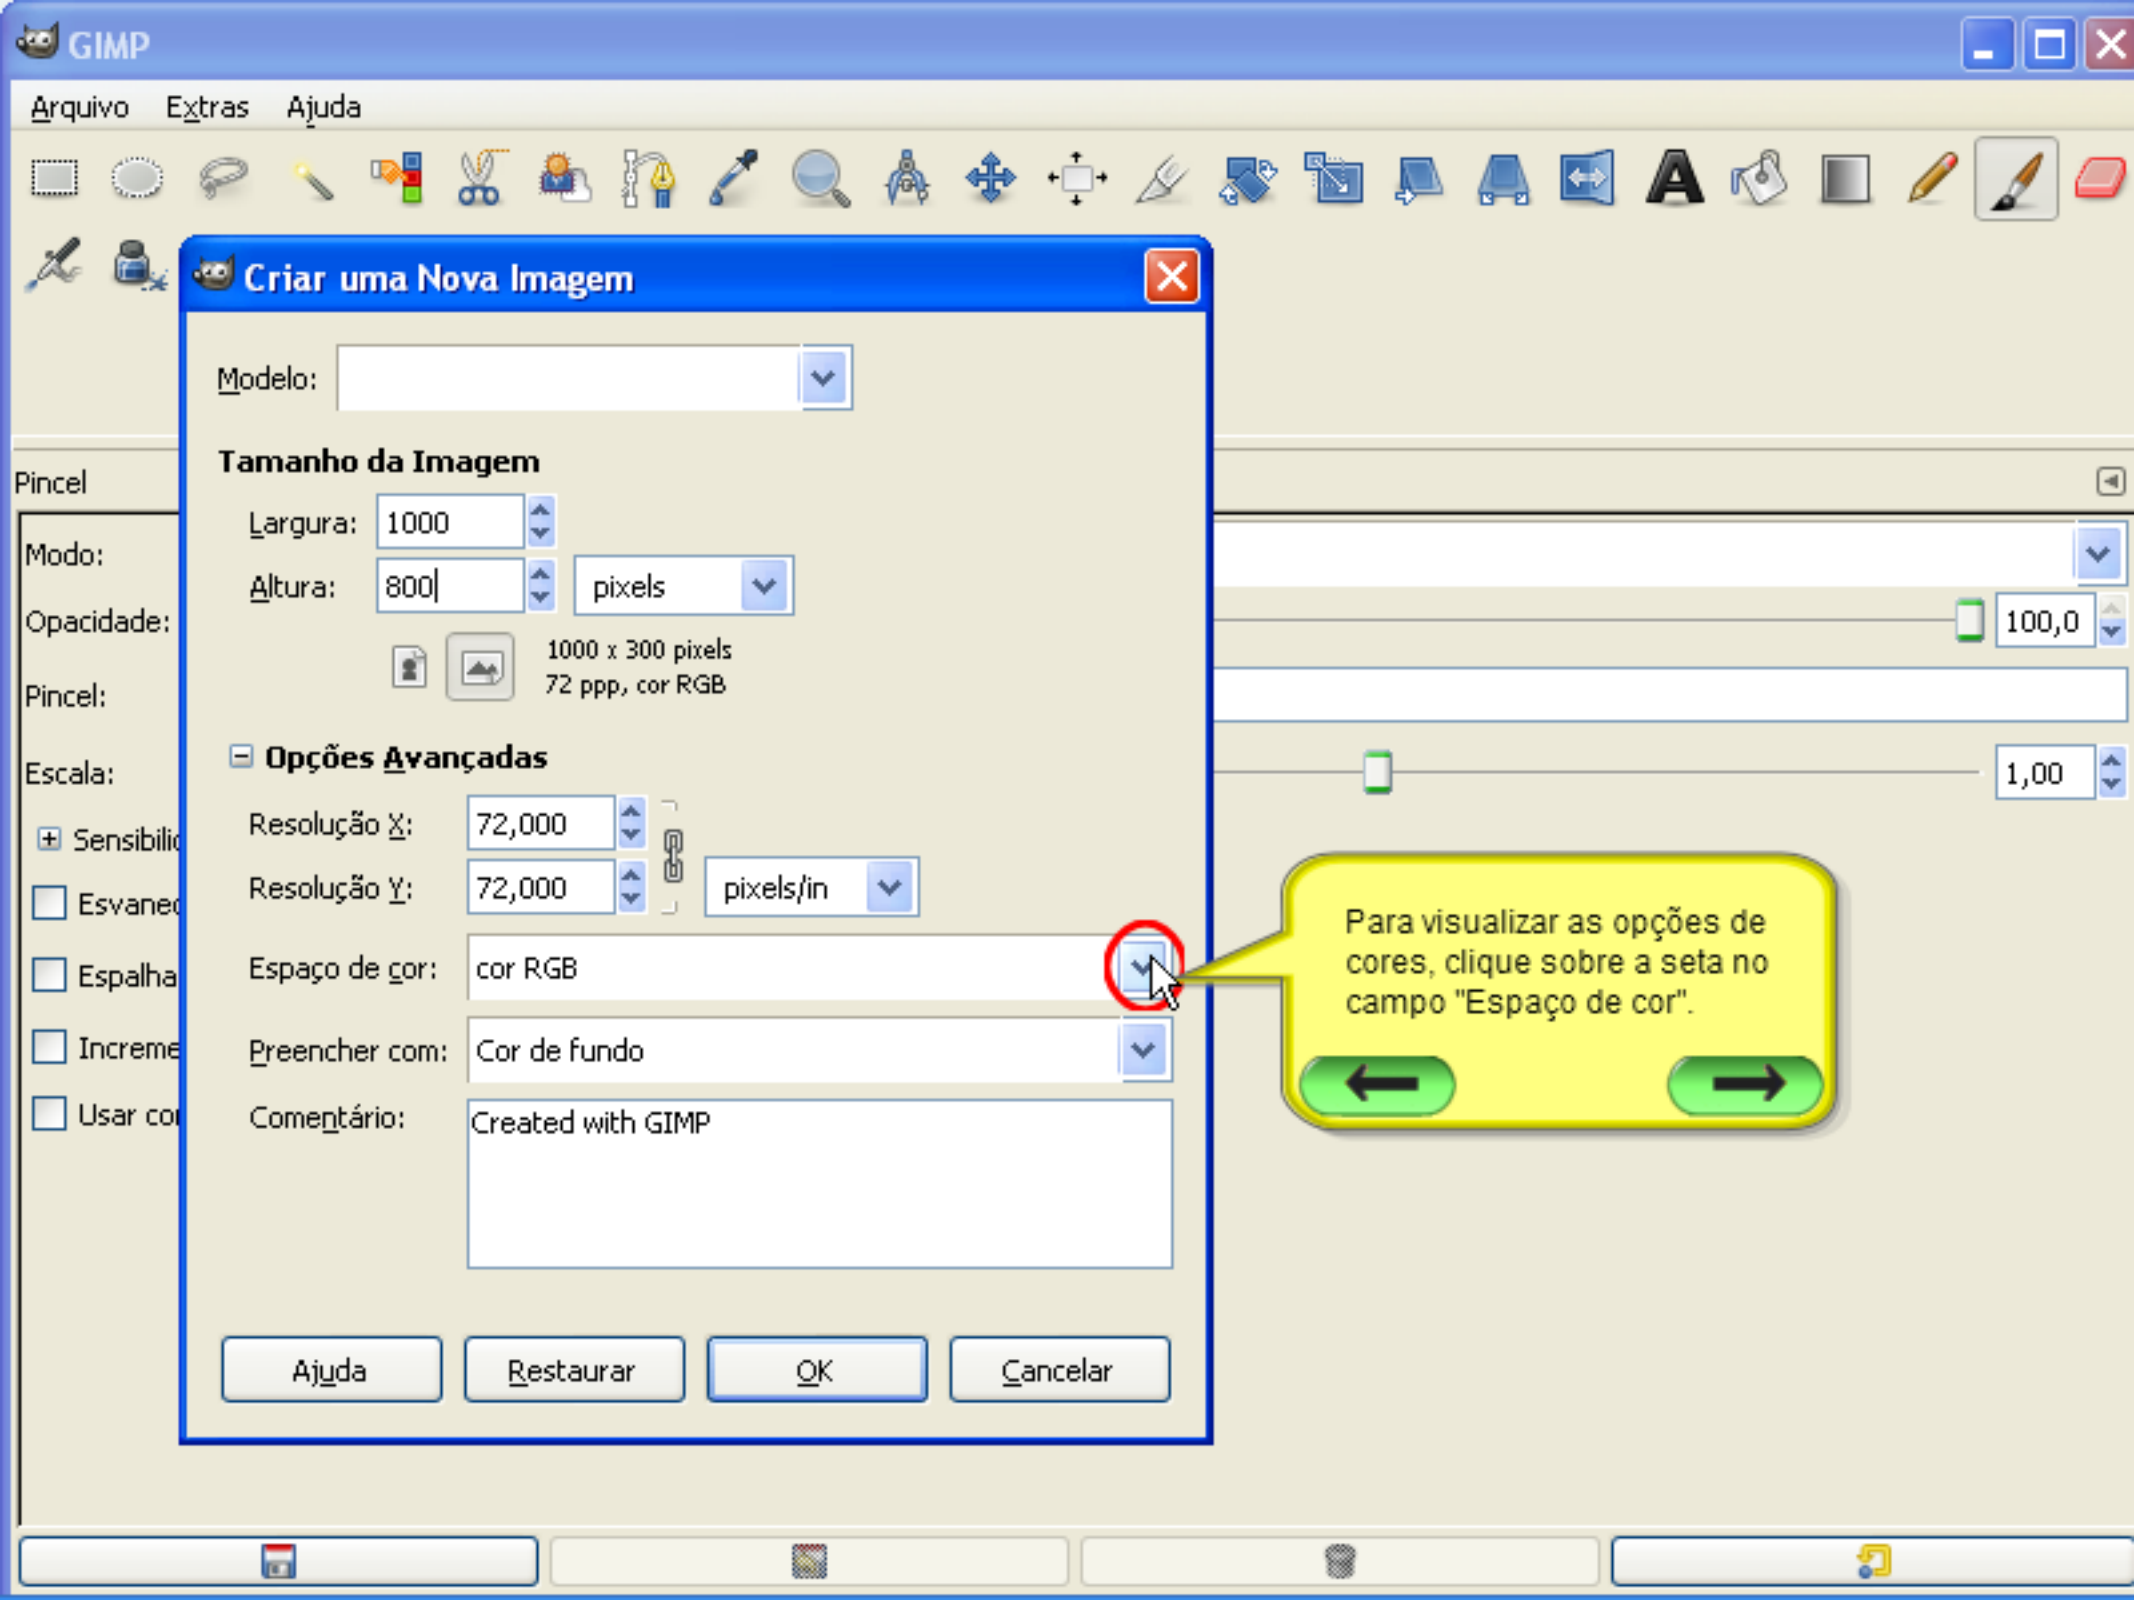 GIMP
Arquivo Extras Ajuda
A
Criar uma Nova Imagem
Modelo:
Tamanho da Imagem
Largura: 1000
Altura: 800 pixels
1000 x 300 pixels
72 ppp, cor RGB
Opções Avançadas
Resolução X: 72,000
Resolução Y: 72,000 pixels/in
Espaço de cor: cor RGB
Preencher com: Cor de fundo
Comentário: Created with GIMP
Ajuda Restaurar OK Cancelar
Pincel
Modo:
Opacidade: 100,0
Pincel:
Escala: 1,00
Sensibilid
Esvanec
Espalha
Increme
Usar cor
Para visualizar as opções de
cores, clique sobre a seta no
campo "Espaço de cor".